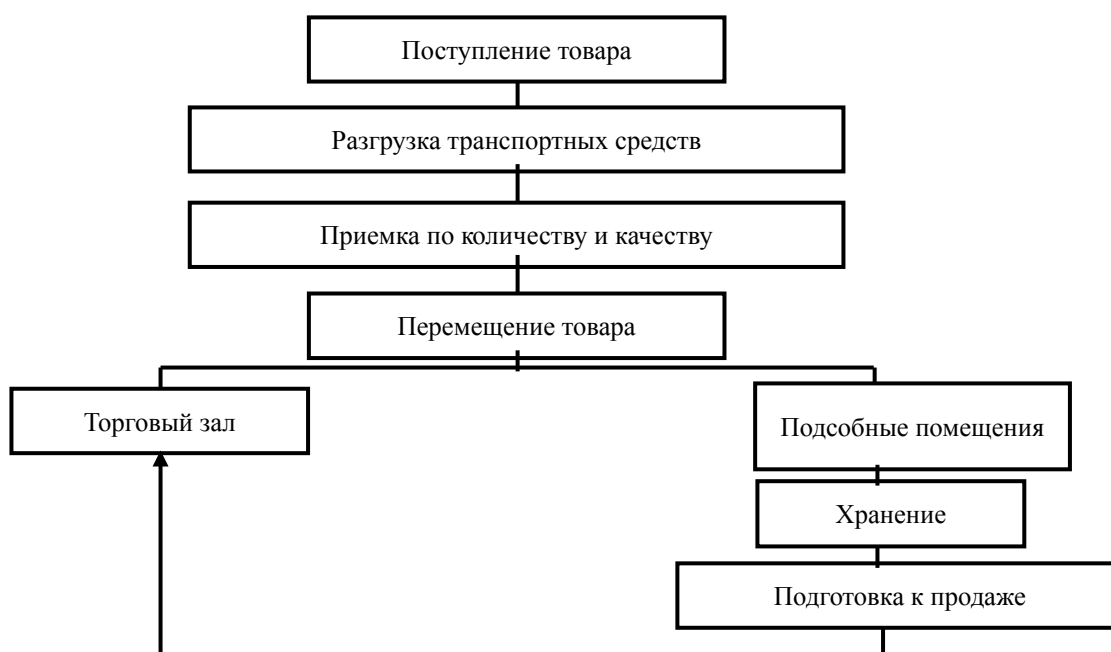 Поступление товара
Разгрузка транспортных средств
Приемка по количеству и качеству
Перемещение товара
Торговый зал
Подсобные помещения
Хранение
Подготовка к продаже